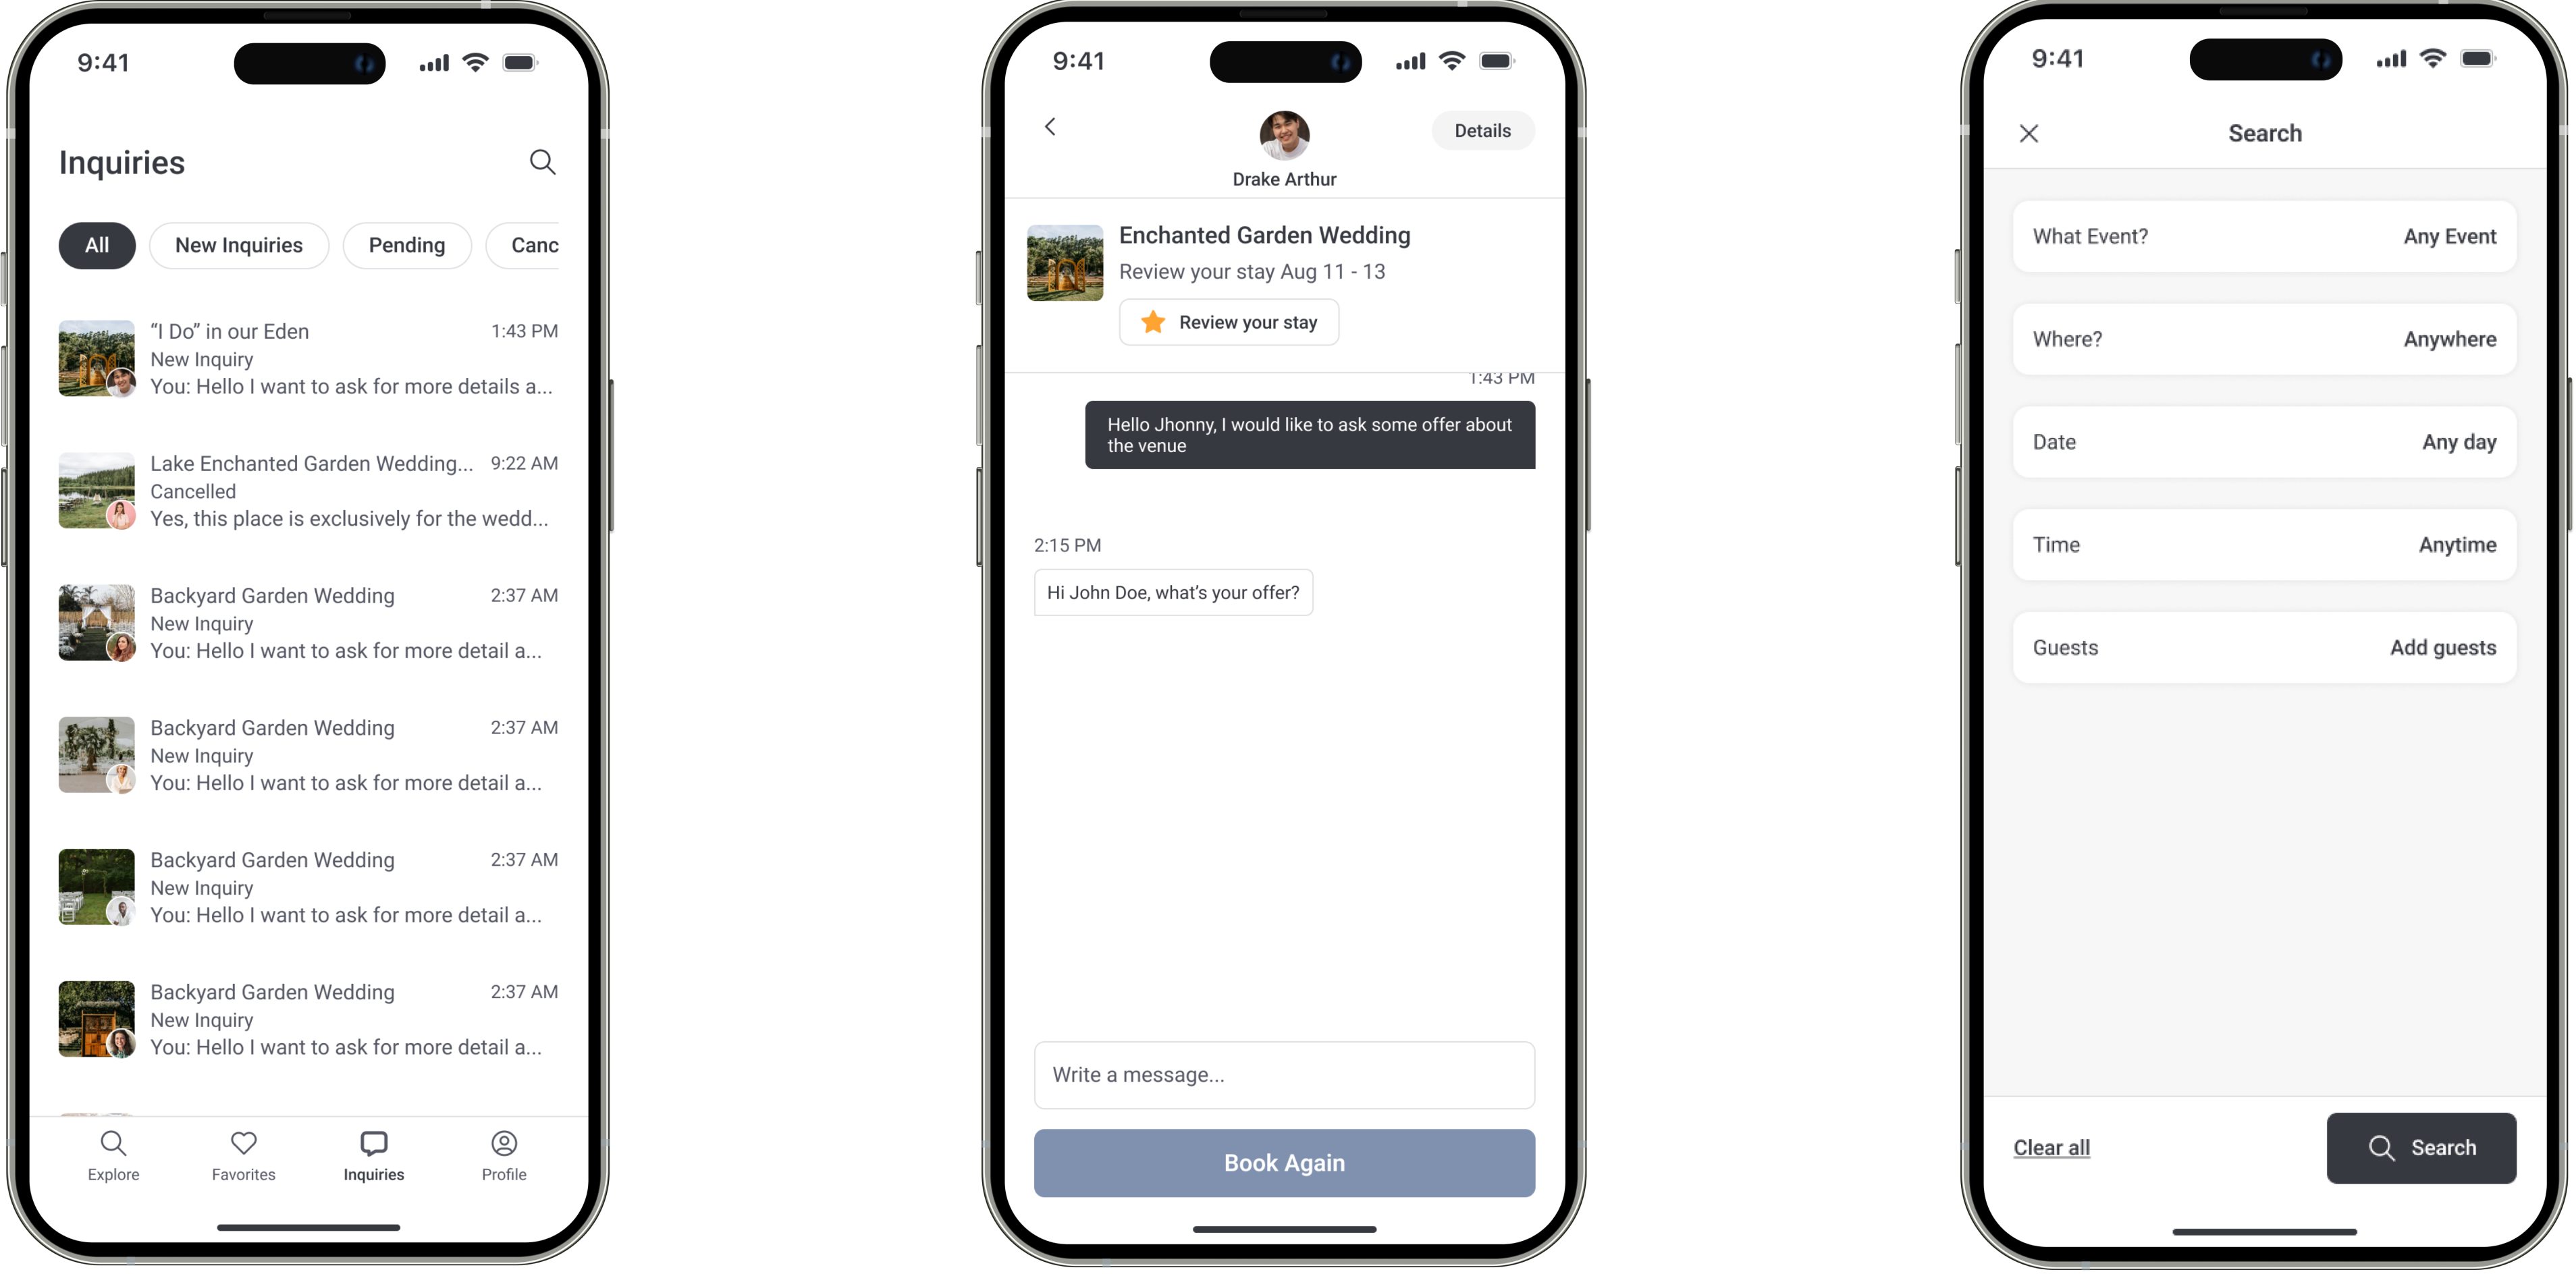 9:41
Inquiries
All
New Inquiries
Pending
Canc
“I Do” in our Eden
1:43 PM
New Inquiry
You: Hello I want to ask for more details a...
Lake Enchanted Garden Wedding...
9:22 AM
Cancelled
Yes, this place is exclusively for the wedd...
Backyard Garden Wedding
2:37 AM
New Inquiry
You: Hello I want to ask for more detail a...
Backyard Garden Wedding
2:37 AM
New Inquiry
You: Hello I want to ask for more detail a...
Backyard Garden Wedding
2:37 AM
New Inquiry
You: Hello I want to ask for more detail a...
Backyard Garden Wedding
2:37 AM
New Inquiry
You: Hello I want to ask for more detail a...
Explore
Favorites
Inquiries
Profile
9:41
Details
Drake Arthur
Enchanted Garden Wedding
Review your stay Aug 11 - 13
Review your stay
1:43 PM
Hello Jhonny, I would like to ask some offer about
the venue
2:15 PM
Hi John Doe, what’s your offer?
Write a message...
Book Again
9:41
Search
What Event?
Any Event
Where?
Anywhere
Date
Any day
Time
Anytime
Guests
Add guests
Clear all
Search